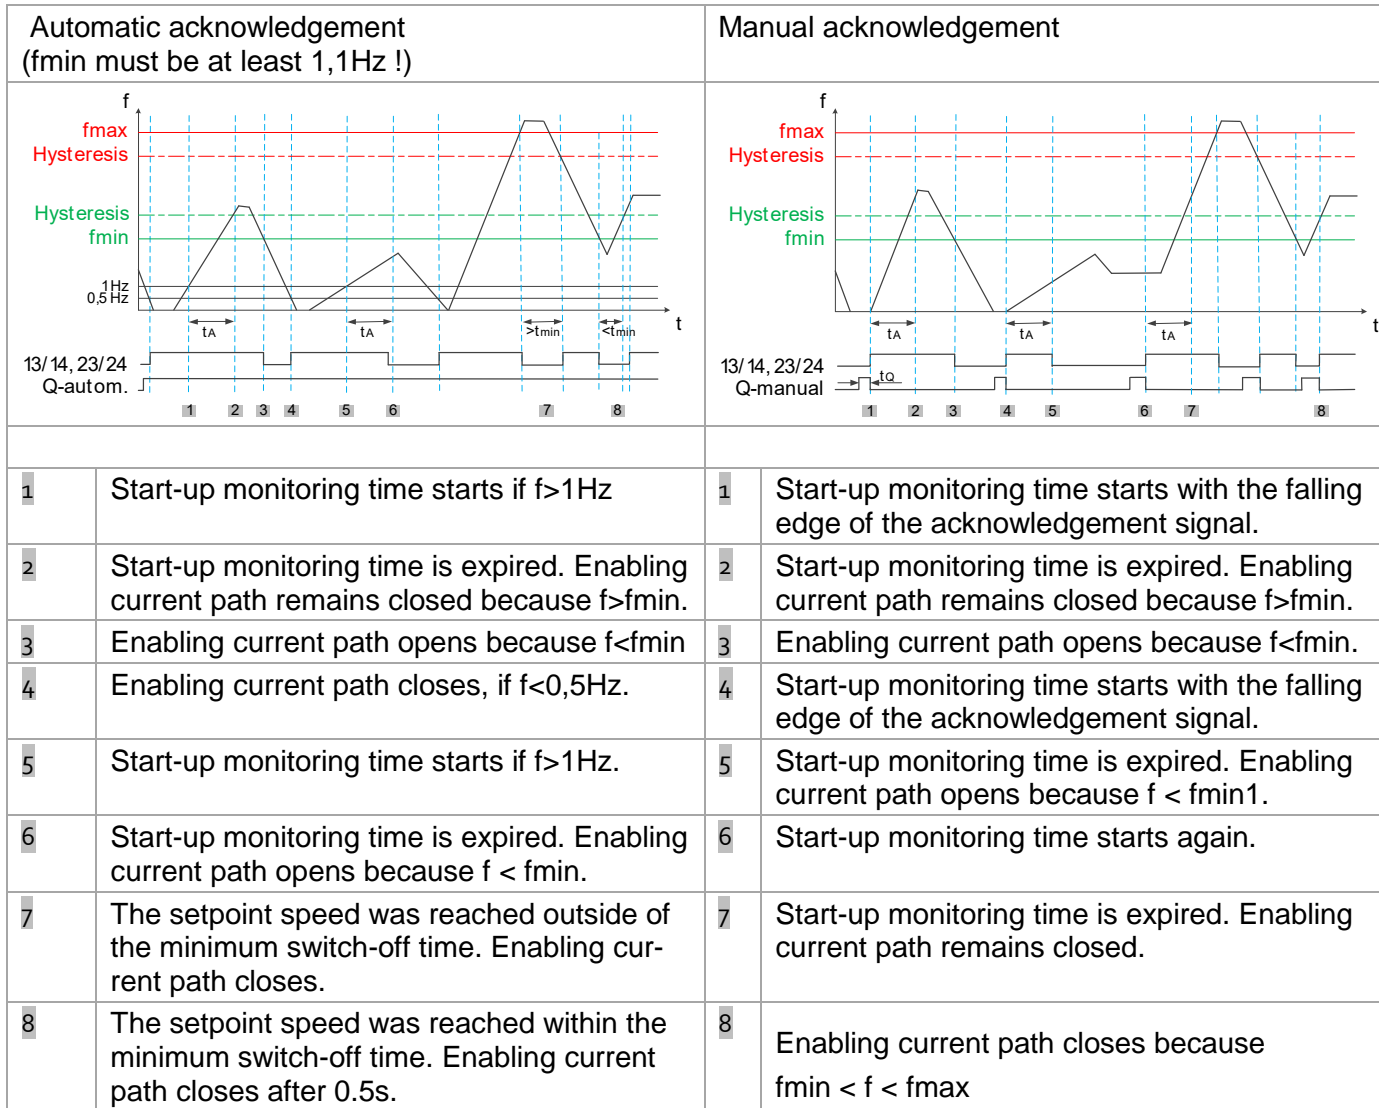 Automatic acknowledgement
(fmin must be at least 1,1Hz !)
Manual acknowledgement
f
fmax
Hysteresis
Hysteresis
fmin
1Hz
0,5 Hz
t
tA
tA
>tmin
<tmin
13/14, 23/24
Q-autom.
1 2 3 4 5 6 7 8
f
fmax
Hysteresis
Hysteresis
fmin
t
tA
tA
tA
13/14, 23/24
tQ
Q-manual
1 2 3 4 5 6 7 8
1
Start-up monitoring time starts if f>1Hz
1
Start-up monitoring time starts with the falling
edge of the acknowledgement signal.
2
Start-up monitoring time is expired. Enabling
current path remains closed because f>fmin.
2
Start-up monitoring time is expired. Enabling
current path remains closed because f>fmin.
3
Enabling current path opens because f<fmin
3
Enabling current path opens because f<fmin.
4
Enabling current path closes, if f<0,5Hz.
4
Start-up monitoring time starts with the falling
edge of the acknowledgement signal.
5
Start-up monitoring time starts if f>1Hz.
5
Start-up monitoring time is expired. Enabling
current path opens because f < fmin1.
6
Start-up monitoring time is expired. Enabling
current path opens because f < fmin.
6
Start-up monitoring time starts again.
7
The setpoint speed was reached outside of
the minimum switch-off time. Enabling cur-
rent path closes.
7
Start-up monitoring time is expired. Enabling
current path remains closed.
8
The setpoint speed was reached within the
minimum switch-off time. Enabling current
path closes after 0.5s.
8
Enabling current path closes because
fmin < f < fmax